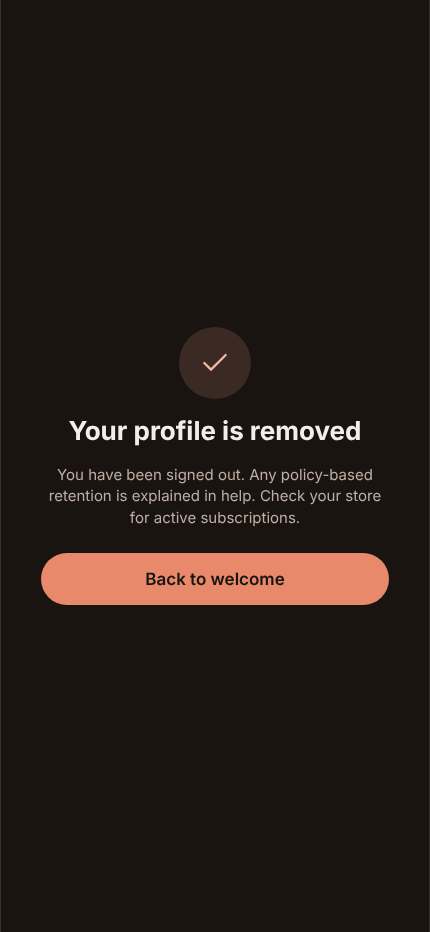 Your profile is removed
You have been signed out. Any policy-based
retention is explained in help. Check your store
for active subscriptions.
Back to welcome